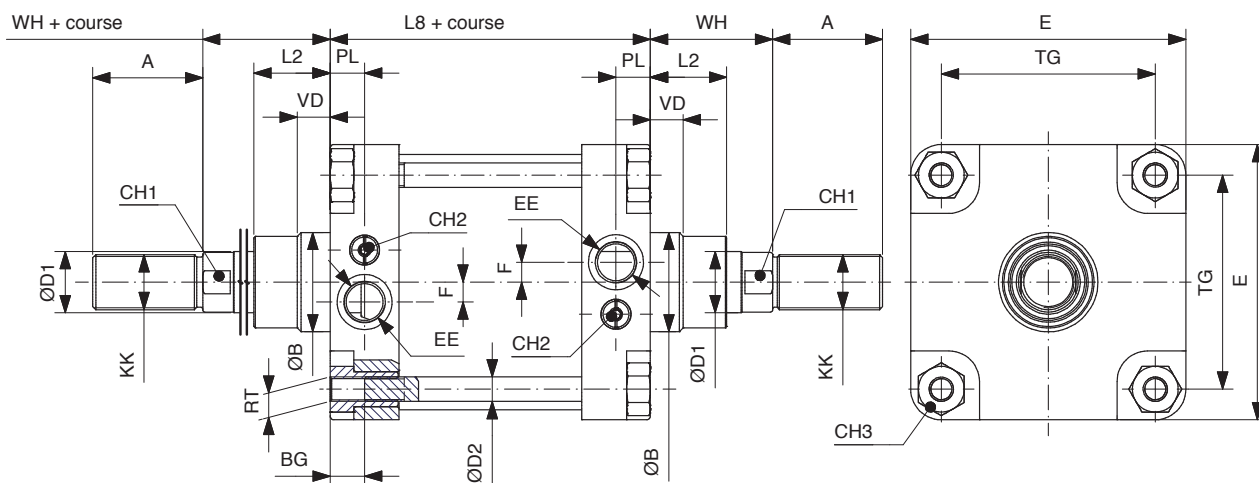 WH + course
L8 + course
WH
A
E
A
L2
PL
PL
L2
TG
VD
VD
CH1
CH2
EE
CH1
ØD1
F
F
TG
E
KK
ØB
EE
CH2
ØD1
KK
RT
BG
ØD2
ØB
CH3